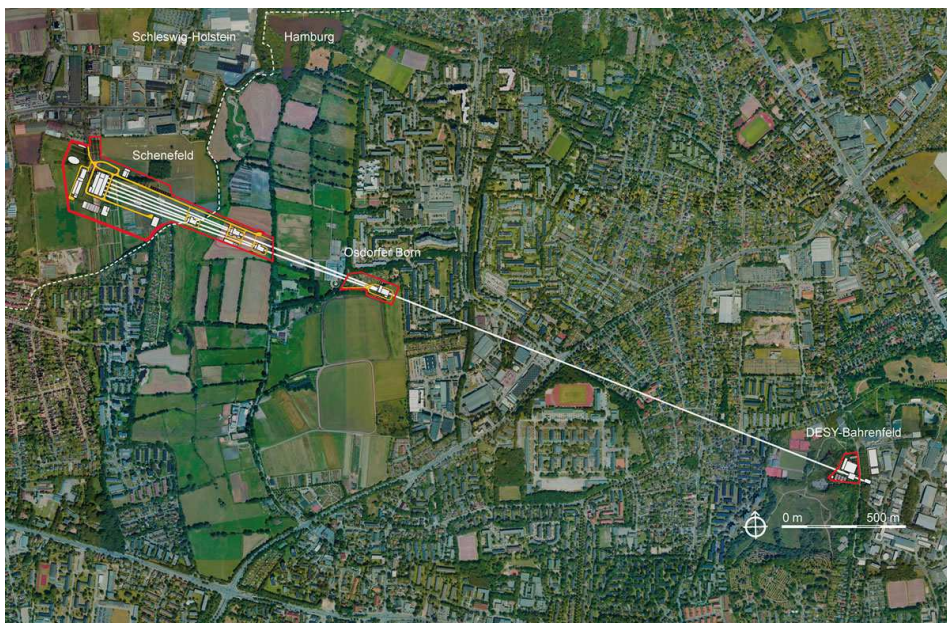 Schleswig-Holstein
Hamburg
Schenefeld
Osdorfer Born
DESY-Bahrenfeld
0 m
500 m